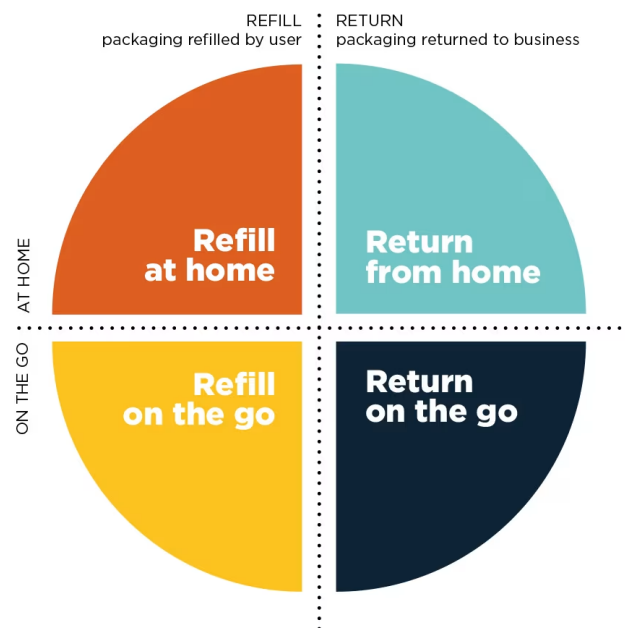 REFILL
packaging refilled by user
RETURN
packaging returned to business
AT HOME
Refill
at home
Return
from home
ON THE GO
Refill
on the go
Return
on the go